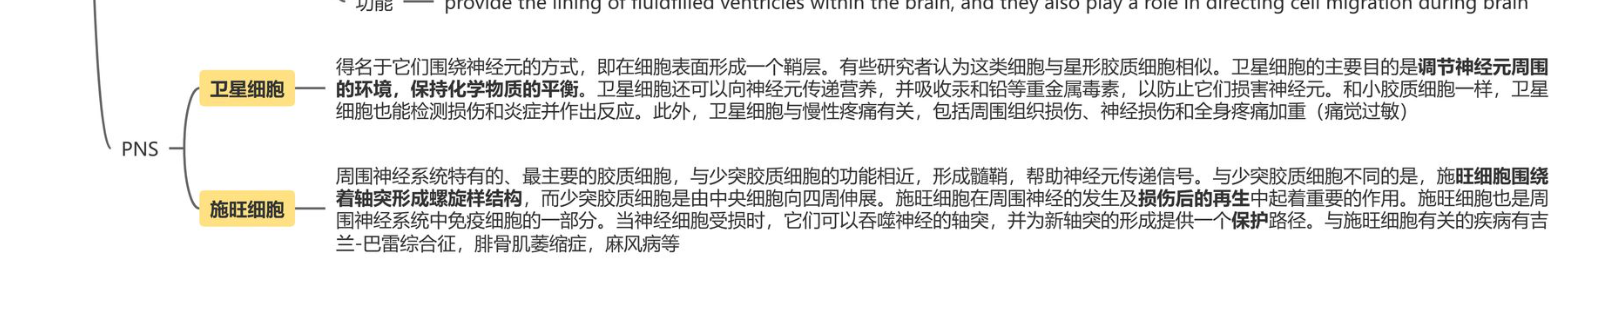 功能 provide the lining of fluidfilled ventricles within the brain, and they also play a role in directing cell migration during brain
PNS
卫星细胞
得名于它们围绕神经元的方式，即在细胞表面形成一个鞘层。有些研究者认为这类细胞与星形胶质细胞相似。卫星细胞的主要目的是调节神经元周围
的环境，保持化学物质的平衡。卫星细胞还可以向神经元传递营养，并吸收汞和铅等重金属毒素，以防止它们损害神经元。和小胶质细胞一样，卫星
细胞也能检测损伤和炎症并作出反应。此外，卫星细胞与慢性疼痛有关，包括周围组织损伤、神经损伤和全身疼痛加重（痛觉过敏）
施旺细胞
周围神经系统特有的、最主要的胶质细胞，与少突胶质细胞的功能相近，形成髓鞘，帮助神经元传递信号。与少突胶质细胞不同的是，施旺细胞围绕
着轴突形成螺旋样结构，而少突胶质细胞是由中央细胞向四周伸展。施旺细胞在周围神经的发生及损伤后的再生中起着重要的作用。施旺细胞也是周
围神经系统中免疫细胞的一部分。当神经细胞受损时，它们可以吞噬神经的轴突，并为新轴突的形成提供一个保护路径。与施旺细胞有关的疾病有吉
兰-巴雷综合征，腓骨肌萎缩症，麻风病等